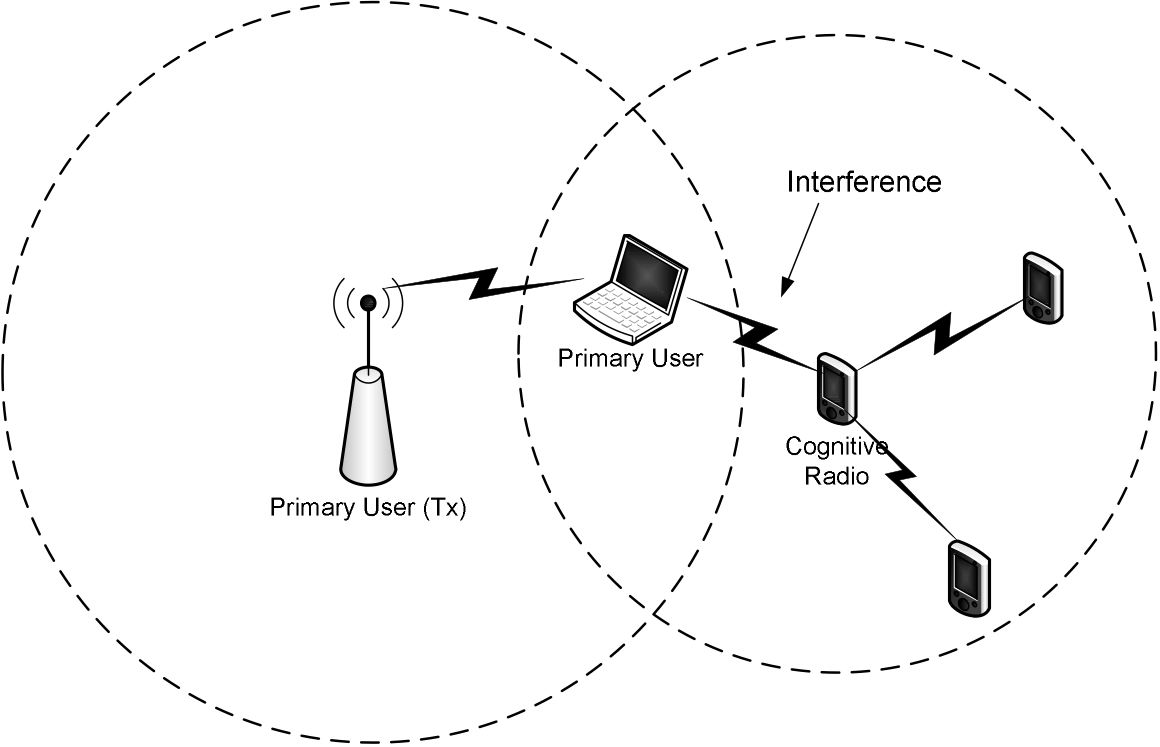 Interference
Primary User
Cognitive
Radio
Primary User (Tx)